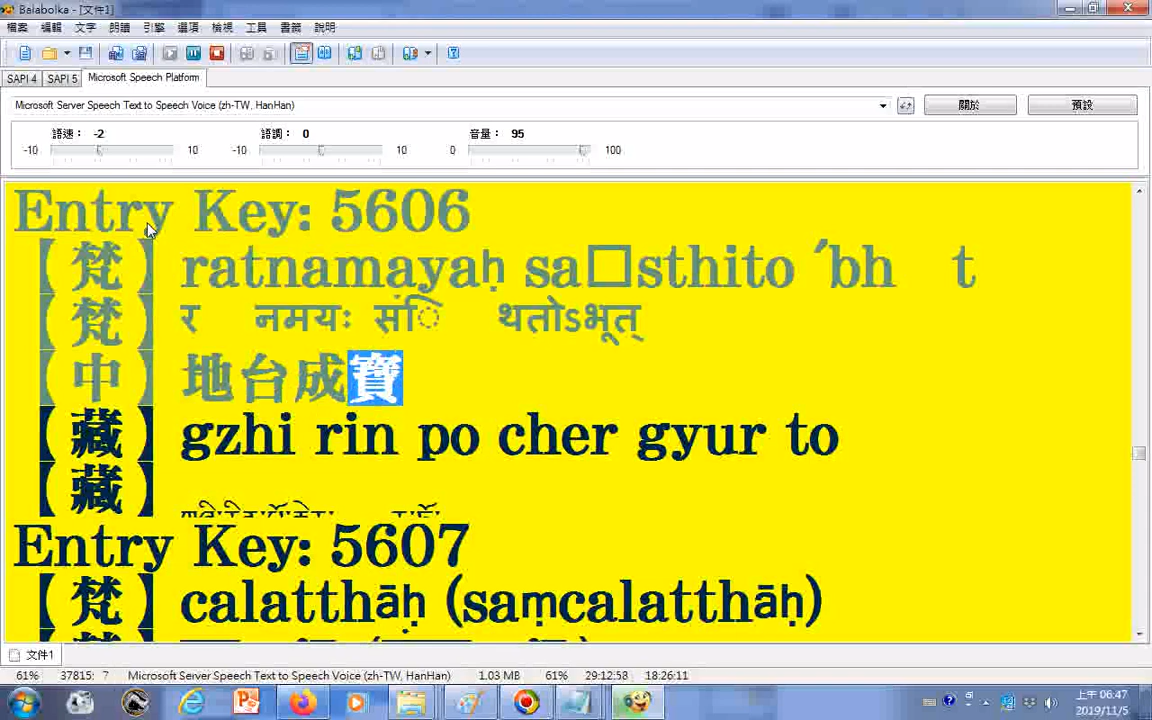 Balabolka - [文件1]
檔案 編輯 文字 朗讀 引擎 選項 檢視 工具 書籤 說明
SAPI 4 SAPI 5 Microsoft Speech Platform
Microsoft Server Speech Text to Speech Voice (zh-TW, HanHan) 關於 預設
語速： -2 語調： 0 音量： 95
-10 10 -10 10 0 100
Entry Key: 5606
【梵】 ratnamayaḥ sa□sthito 'bh t
【梵】 र नमयः संि थतोऽभूत्
【中】 地台成寶
【藏】 gzhi rin po cher gyur to
【藏】
Entry Key: 5607
【梵】 calatthāḥ (saṃcalatthāḥ)
文件1
61% 37815: 7 Microsoft Server Speech Text to Speech Voice (zh-TW, HanHan) 1.03 MB 61% 29:12:58 18:26:11
上午 06:47
2019/11/5